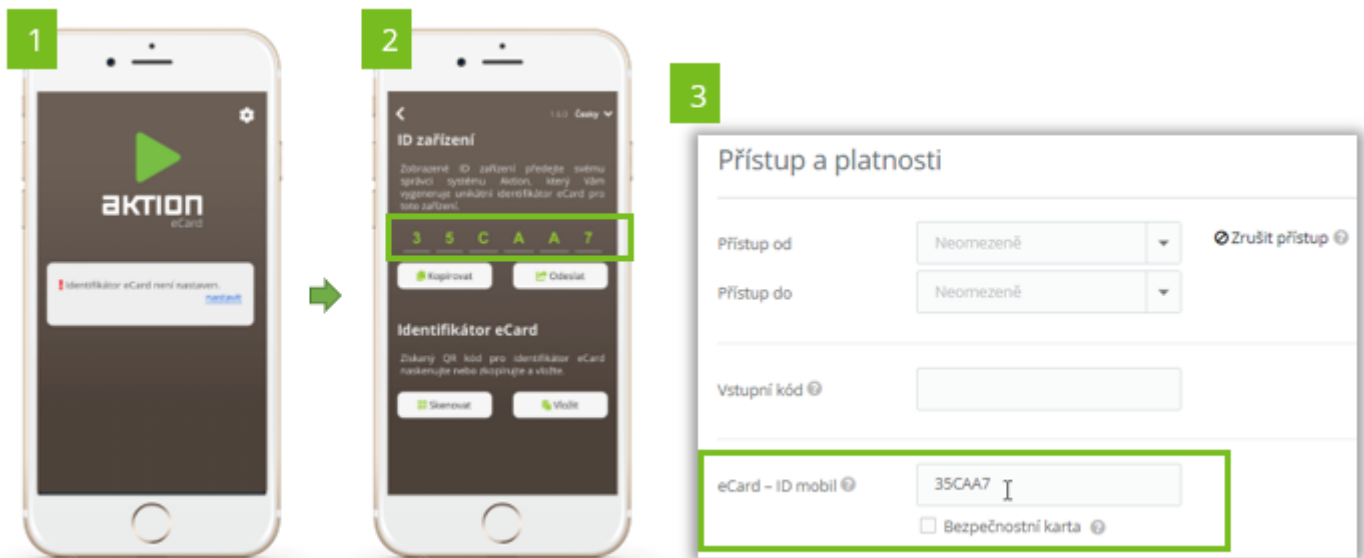 1
AKTION
eCard
! Identifikátor eCard není nastaven.
nastavit
2
1.6.0 Česky
ID zařízení
Zobrazené ID zařízení předejte svému
správci systému Aktion, který Vám
vygeneruje unikátní identifikátor eCard pro
toto zařízení.
3 5 C A A 7
Kopírovat
Odeslat
Identifikátor eCard
Získaný QR kód pro identifikátor eCard
naskenujte nebo zkopírujte a vložte.
Skenovat
Vložit
3
Přístup a platnosti
Přístup od
Neomezeně
Zrušit přístup
Přístup do
Neomezeně
Vstupní kód
eCard – ID mobil
35CAA7
Bezpečnostní karta